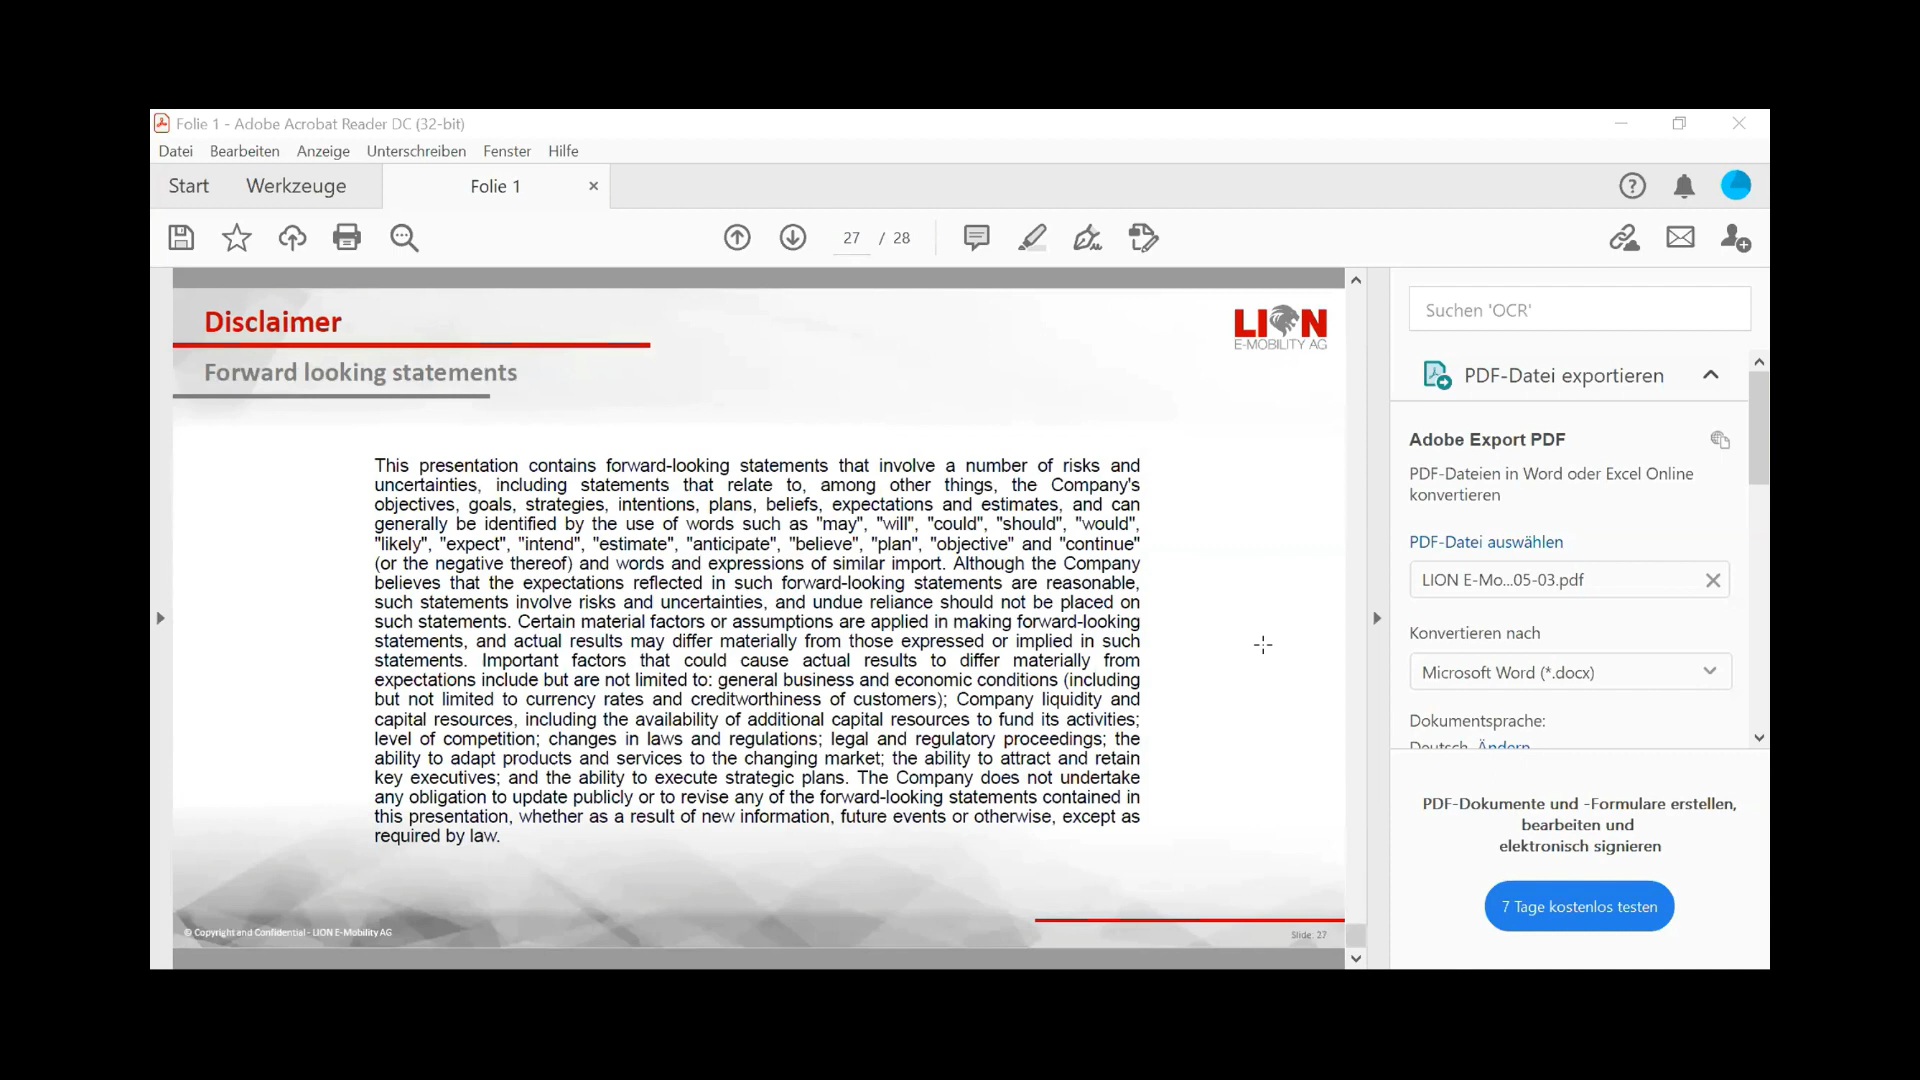 Folie 1 - Adobe Acrobat Reader DC (32-bit)
Datei Bearbeiten Anzeige Unterschreiben Fenster Hilfe
Start Werkzeuge Folie 1
27 / 28
Disclaimer
LION
E-MOBILITY AG
Forward looking statements
This presentation contains forward-looking statements that involve a number of risks and
uncertainties, including statements that relate to, among other things, the Company's
objectives, goals, strategies, intentions, plans, beliefs, expectations and estimates, and can
generally be identified by the use of words such as "may", "will", "could", "should", "would",
"likely", "expect", "intend", "estimate", "anticipate", "believe", "plan", "objective" and "continue"
(or the negative thereof) and words and expressions of similar import. Although the Company
believes that the expectations reflected in such forward-looking statements are reasonable,
such statements involve risks and uncertainties, and undue reliance should not be placed on
such statements. Certain material factors or assumptions are applied in making forward-looking
statements, and actual results may differ materially from those expressed or implied in such
statements. Important factors that could cause actual results to differ materially from
expectations include but are not limited to: general business and economic conditions (including
but not limited to currency rates and creditworthiness of customers); Company liquidity and
capital resources, including the availability of additional capital resources to fund its activities;
level of competition; changes in laws and regulations; legal and regulatory proceedings; the
ability to adapt products and services to the changing market; the ability to attract and retain
key executives; and the ability to execute strategic plans. The Company does not undertake
any obligation to update publicly or to revise any of the forward-looking statements contained in
this presentation, whether as a result of new information, future events or otherwise, except as
required by law.
© Copyright and Confidential - LION E-Mobility AG
Slide: 27
Suchen 'OCR'
PDF-Datei exportieren
Adobe Export PDF
PDF-Dateien in Word oder Excel Online
konvertieren
PDF-Datei auswählen
LION E-Mo...05-03.pdf
Konvertieren nach
Microsoft Word (*.docx)
Dokumentsprache:
Deutsch Ändern
PDF-Dokumente und -Formulare erstellen,
bearbeiten und
elektronisch signieren
7 Tage kostenlos testen